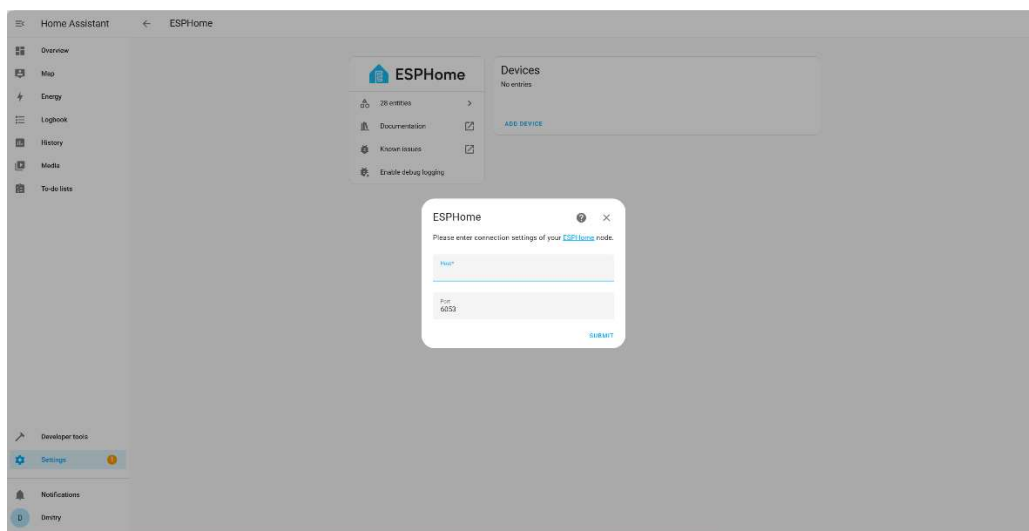 Home Assistant
ESPHome
Overview
Map
Energy
Logbook
History
Media
To-do lists
ESPHome
28 entities
Documentation
Known issues
Enable debug logging
Devices
No entries
ADD DEVICE
ESPHome
Please enter connection settings of your ESPHome node.
Host*
Port
6053
SUBMIT
Developer tools
Settings
Notifications
D
Dmitry